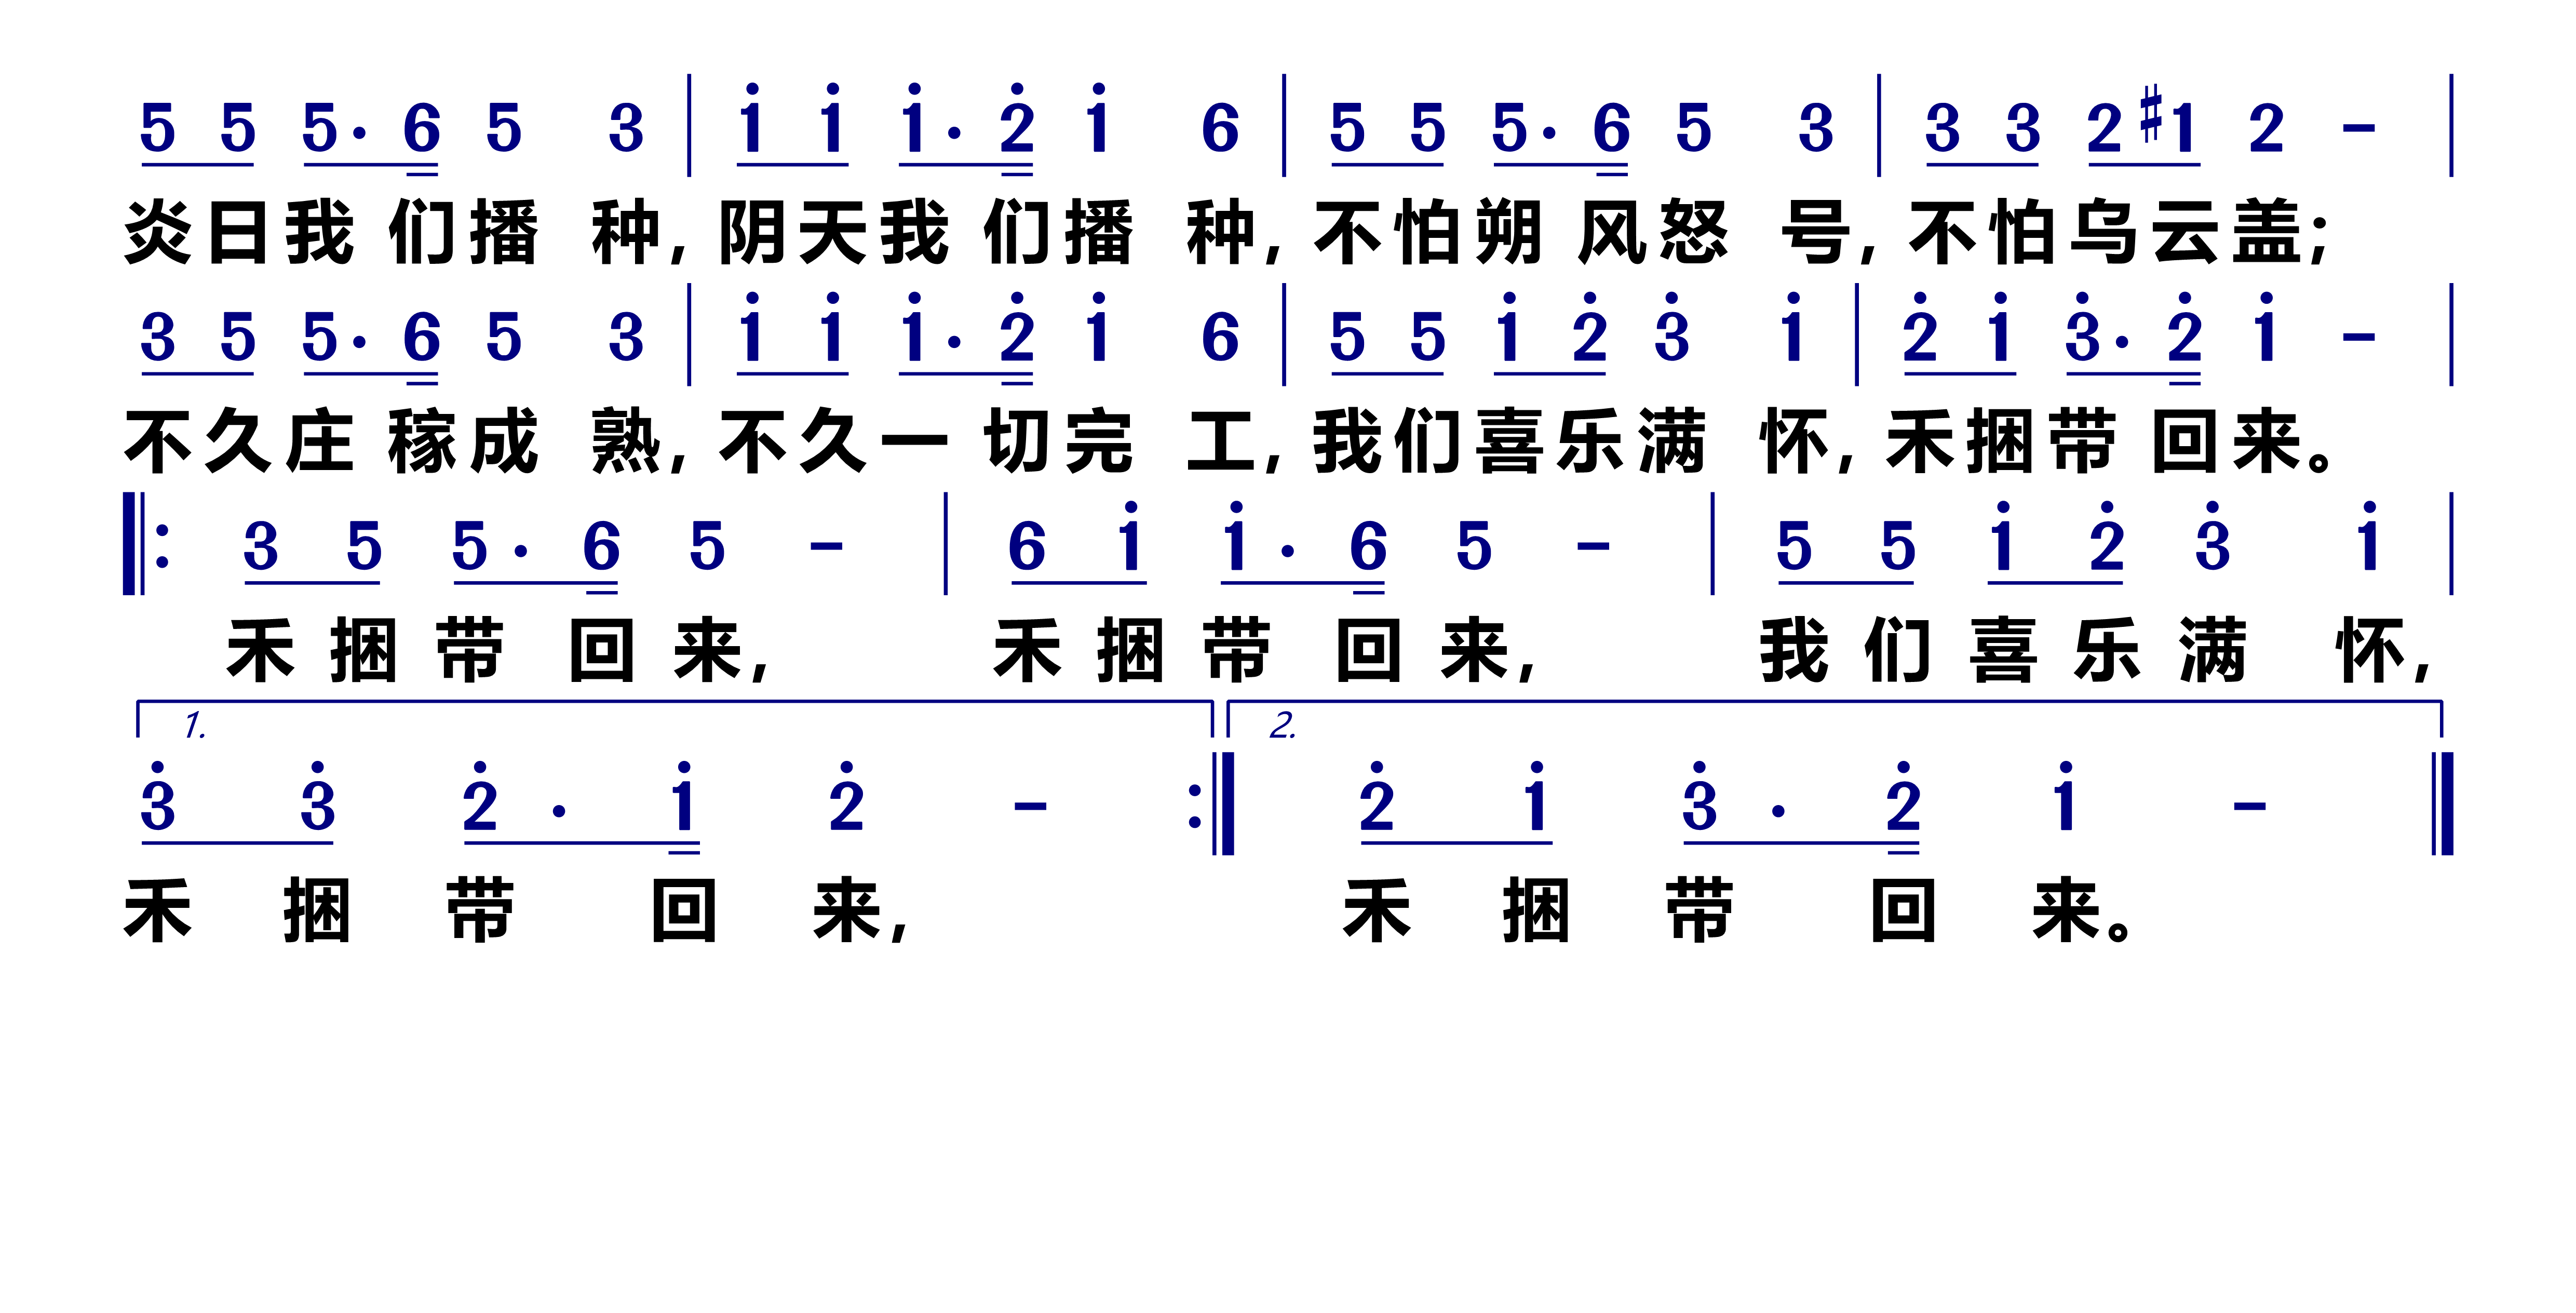 5 5 5· 6 5 3 | 1̇ 1̇ 1̇· 2̇ 1̇ 6 | 5 5 5· 6 5 3 | 3 3 2 #1 2 - |
炎日我们播种,阴天我们播种,不怕朔风怒号,不怕乌云盖;
3 5 5· 6 5 3 | 1̇ 1̇ 1̇· 2̇ 1̇ 6 | 5 5 1̇ 2̇ 3̇ 1̇ | 2̇ 1̇ 3̇· 2̇ 1̇ - |
不久庄稼成熟,不久一切完工,我们喜乐满怀,禾捆带回来。
‖: 3 5 5· 6 5 - | 6 1̇ 1̇· 6 5 - | 5 5 1̇ 2̇ 3̇ 1̇ |
禾捆带回来, 禾捆带回来, 我们喜乐满怀,
1. 2.
3̇ 3̇ 2̇· 1̇ 2̇ - :‖ 2̇ 1̇ 3̇· 2̇ 1̇ - ‖
禾捆带回来, 禾捆带回来。